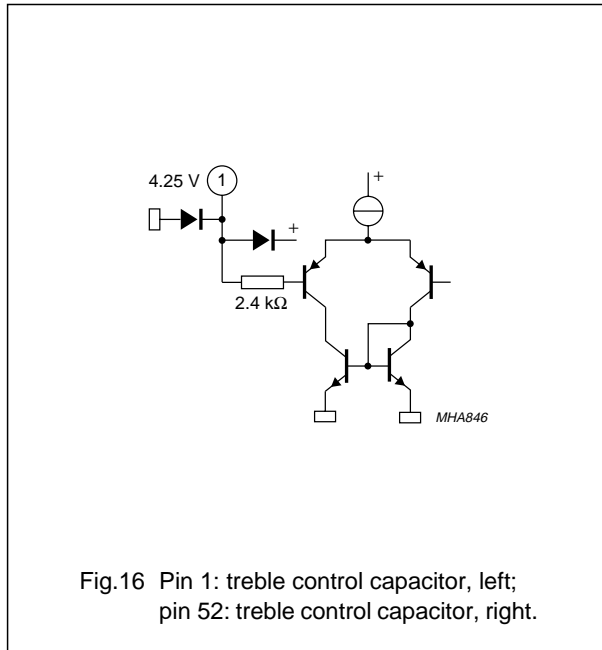 4.25 V 1
+
+
2.4 kΩ
MHA846
Fig.16 Pin 1: treble control capacitor, left;
pin 52: treble control capacitor, right.